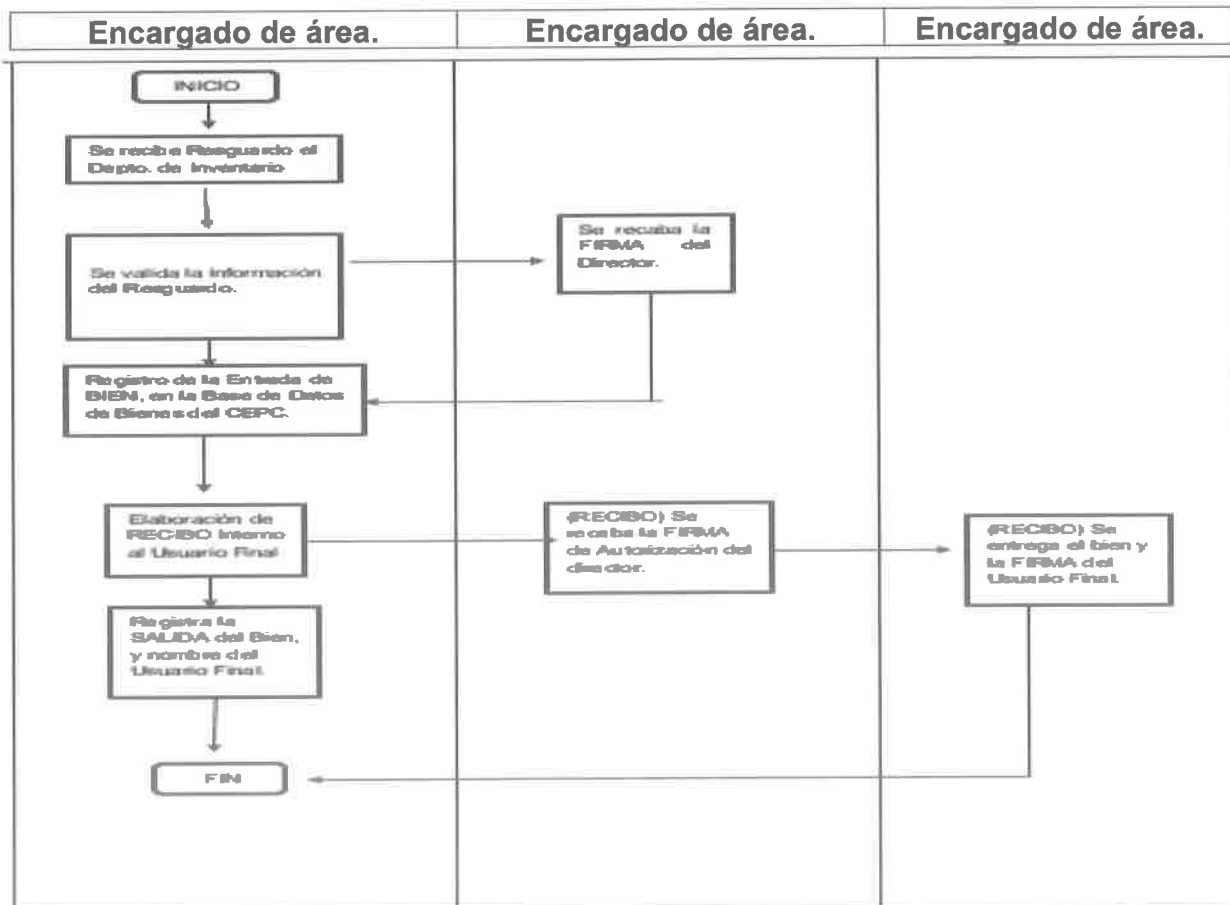 Encargado de área. Encargado de área. Encargado de área.
INICIO
Se recibe Resguardo el
Depto. de Inventario
Se valida la Información
del Resguardo.
Se recaba la
FIRMA del
Director.
Registro de la Entrada de
BIEN, en la Base de Datos
de Bienes del CEPC.
Elaboración de
RECIBO Interno
al Usuario Final
(RECIBO) Se
recaba la FIRMA
de Autorización del
director.
(RECIBO) Se
entrega el bien y
la FIRMA del
Usuario Final.
Registra la
SALIDA del Bien,
y nombre del
Usuario Final.
FIN